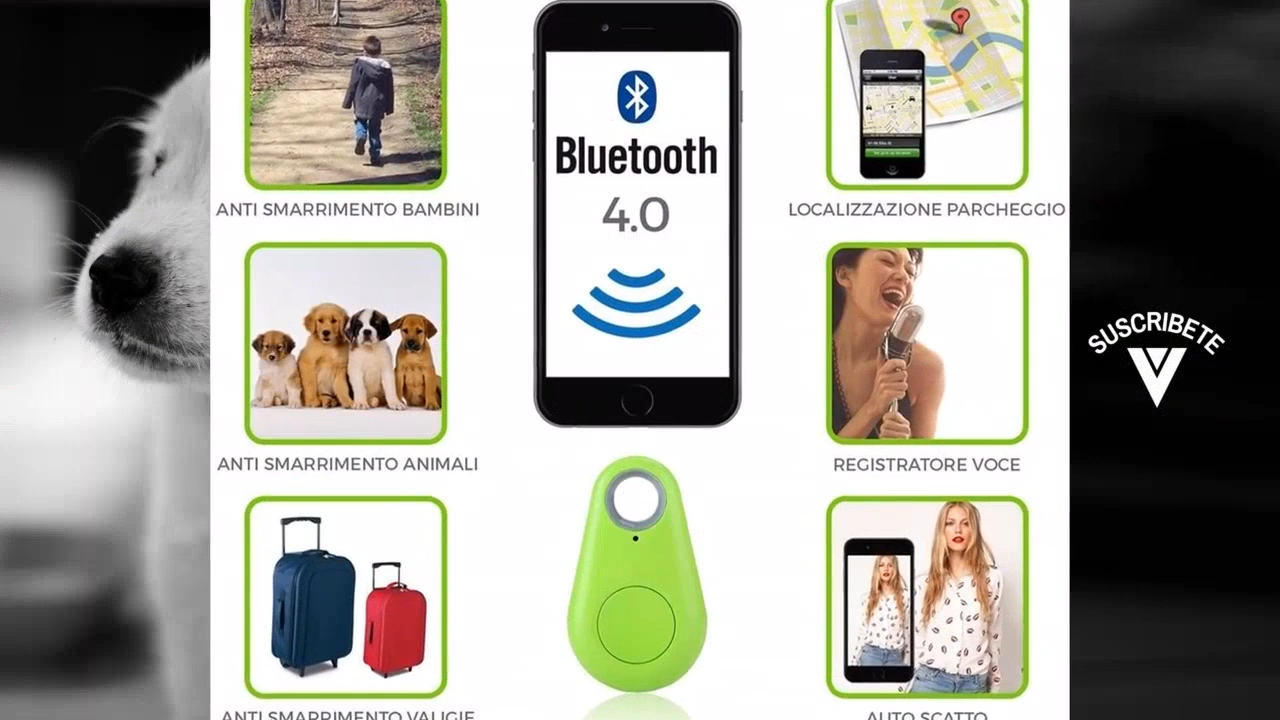 Bluetooth
4.0
ANTI SMARRIMENTO BAMBINI
LOCALIZZAZIONE PARCHEGGIO
ANTI SMARRIMENTO ANIMALI
REGISTRATORE VOCE
ANTI SMARRIMENTO VALIGIE
AUTO SCATTO
SUSCRIBETE